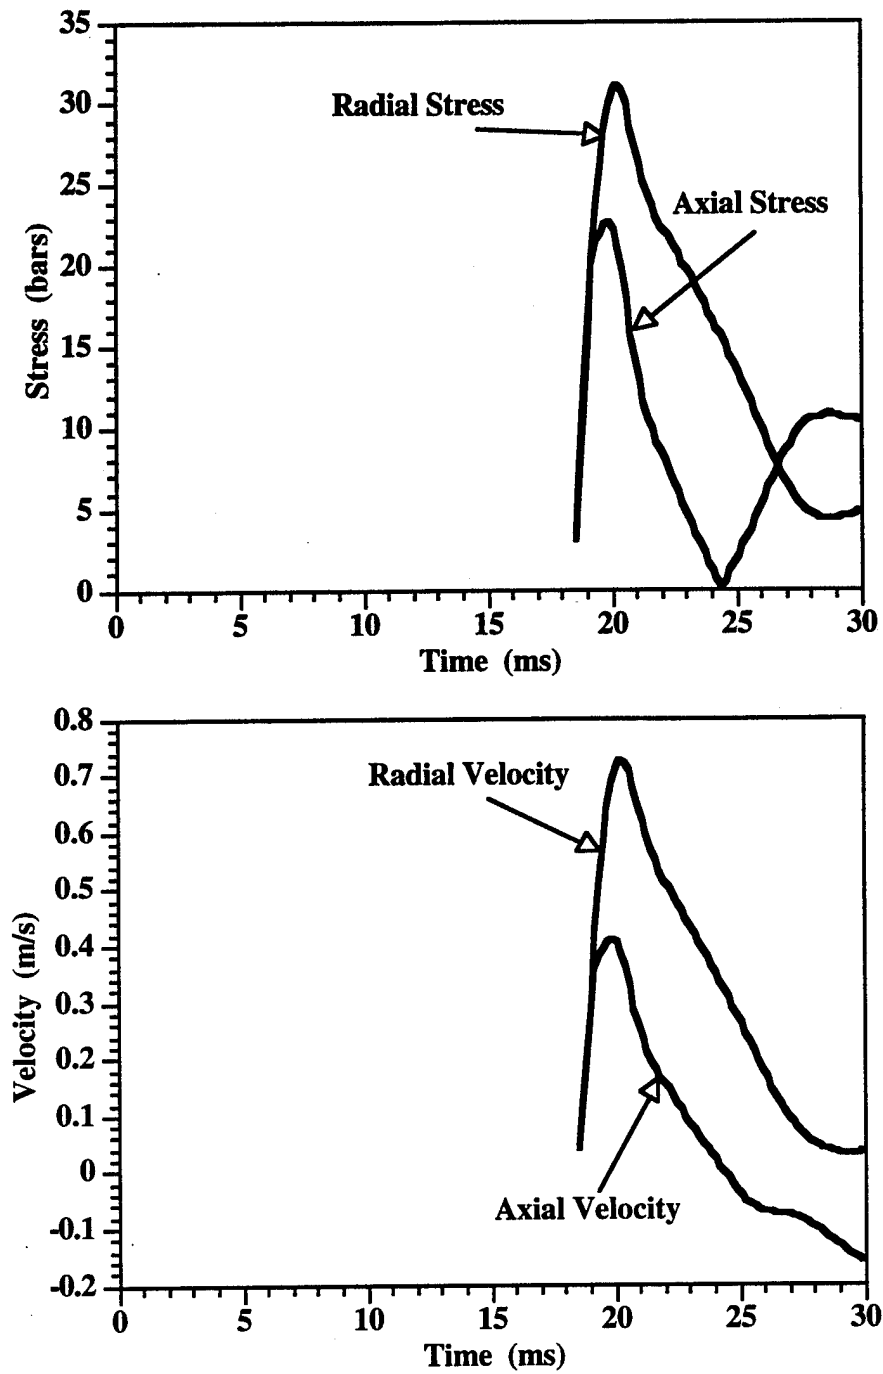 35
30
25
20
15
10
5
0
Stress (bars)
Radial Stress
Axial Stress
0 5 10 15 20 25 30
Time (ms)
0.8
0.7
0.6
0.5
0.4
0.3
0.2
0.1
0
-0.1
-0.2
Velocity (m/s)
Radial Velocity
Axial Velocity
0 5 10 15 20 25 30
Time (ms)